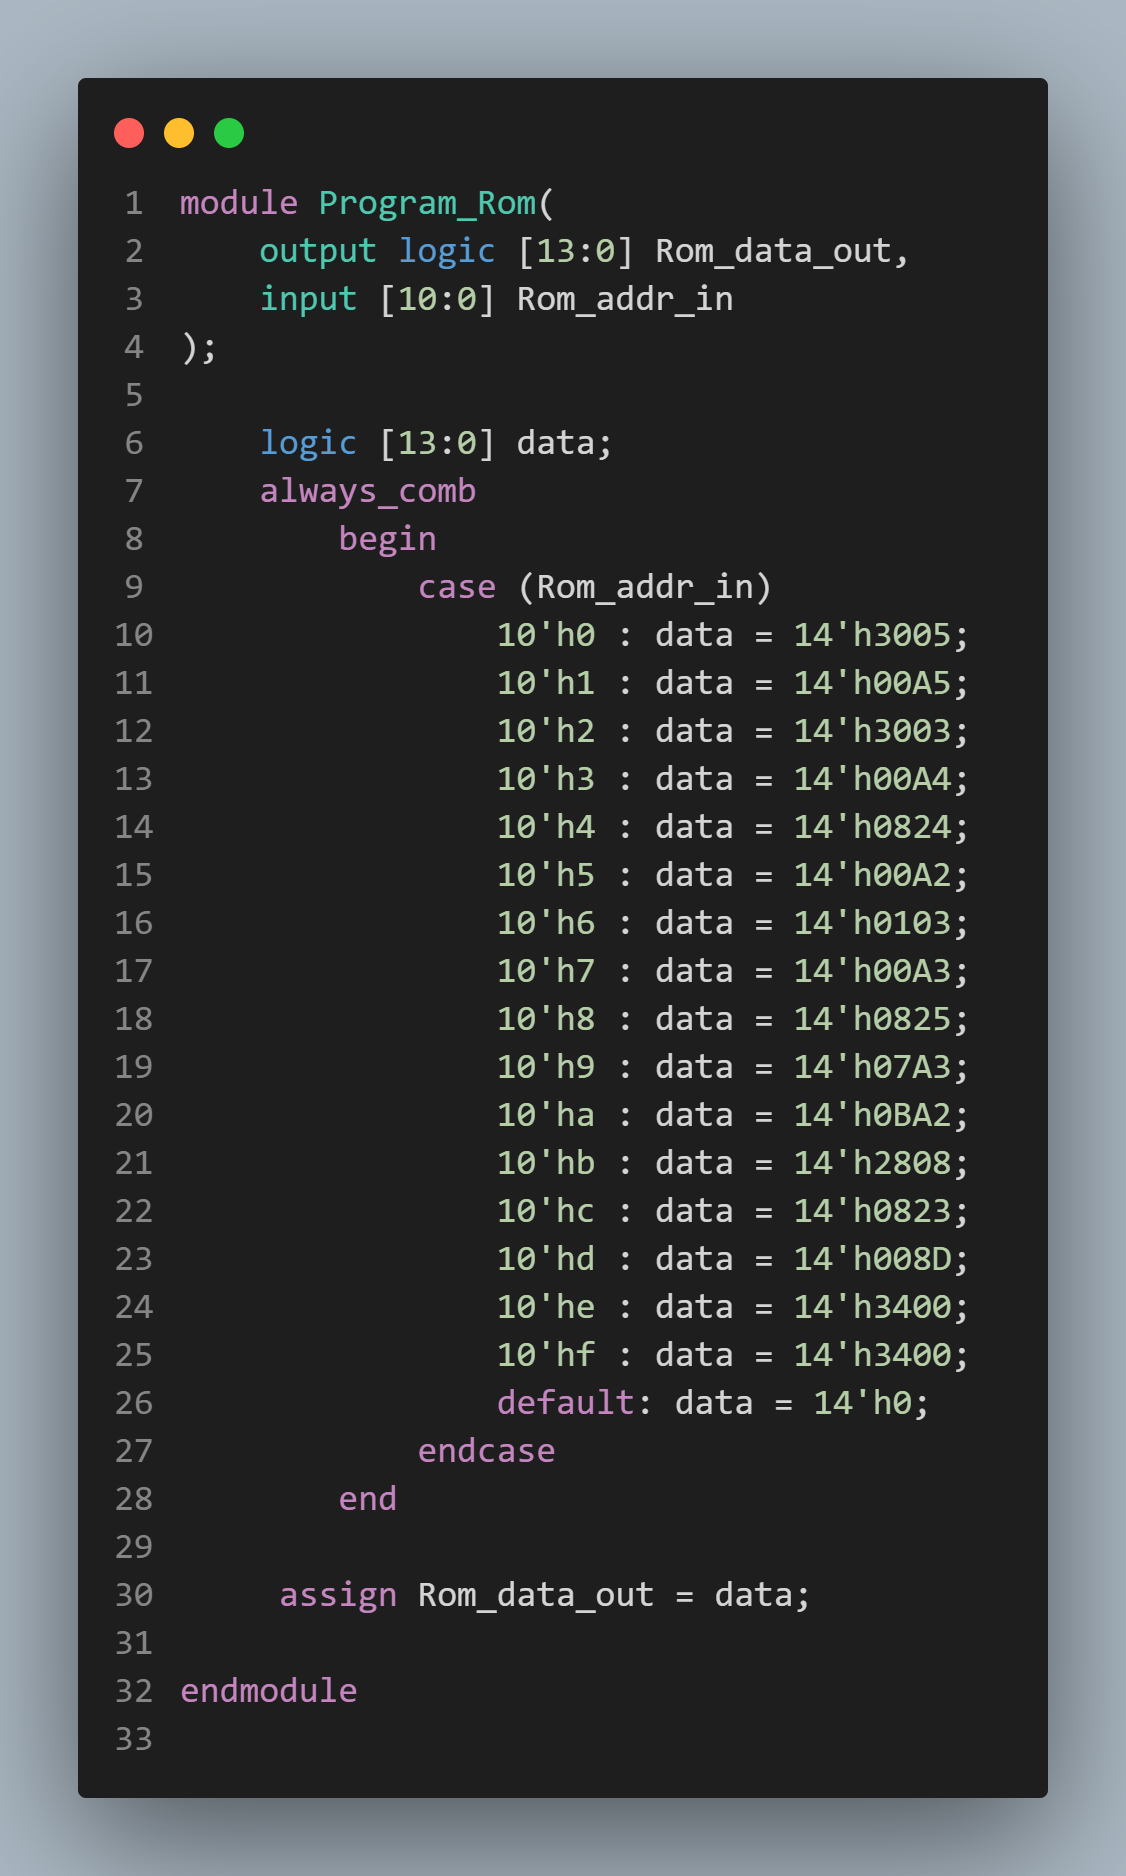 1 module Program_Rom(
2     output logic [13:0] Rom_data_out,
3     input [10:0] Rom_addr_in
4 );
5
6     logic [13:0] data;
7     always_comb
8         begin
9             case (Rom_addr_in)
10                 10'h0 : data = 14'h3005;
11                 10'h1 : data = 14'h00A5;
12                 10'h2 : data = 14'h3003;
13                 10'h3 : data = 14'h00A4;
14                 10'h4 : data = 14'h0824;
15                 10'h5 : data = 14'h00A2;
16                 10'h6 : data = 14'h0103;
17                 10'h7 : data = 14'h00A3;
18                 10'h8 : data = 14'h0825;
19                 10'h9 : data = 14'h07A3;
20                 10'ha : data = 14'h0BA2;
21                 10'hb : data = 14'h2808;
22                 10'hc : data = 14'h0823;
23                 10'hd : data = 14'h008D;
24                 10'he : data = 14'h3400;
25                 10'hf : data = 14'h3400;
26                 default: data = 14'h0;
27             endcase
28         end
29
30      assign Rom_data_out = data;
31
32 endmodule
33